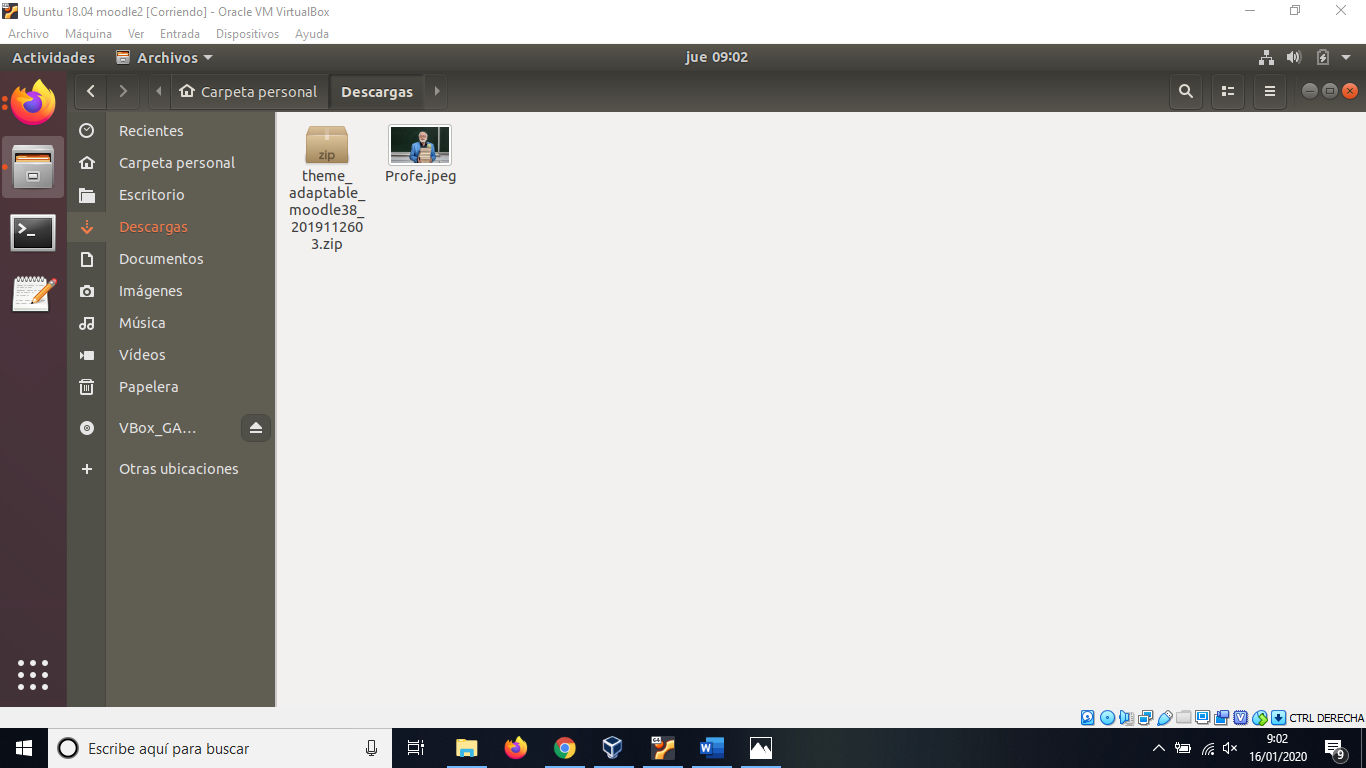 Ubuntu 18.04 moodle2 [Corriendo] - Oracle VM VirtualBox
Archivo Máquina Ver Entrada Dispositivos Ayuda
Actividades Archivos jue 09:02
Carpeta personal Descargas
Recientes
Carpeta personal
Escritorio
Descargas
Documentos
Imágenes
Música
Vídeos
Papelera
VBox_GA...
Otras ubicaciones
zip
theme_
adaptable_
moodle38_
201911260
3.zip
Profe.jpeg
CTRL DERECHA
Escribe aquí para buscar
9:02
16/01/2020
9